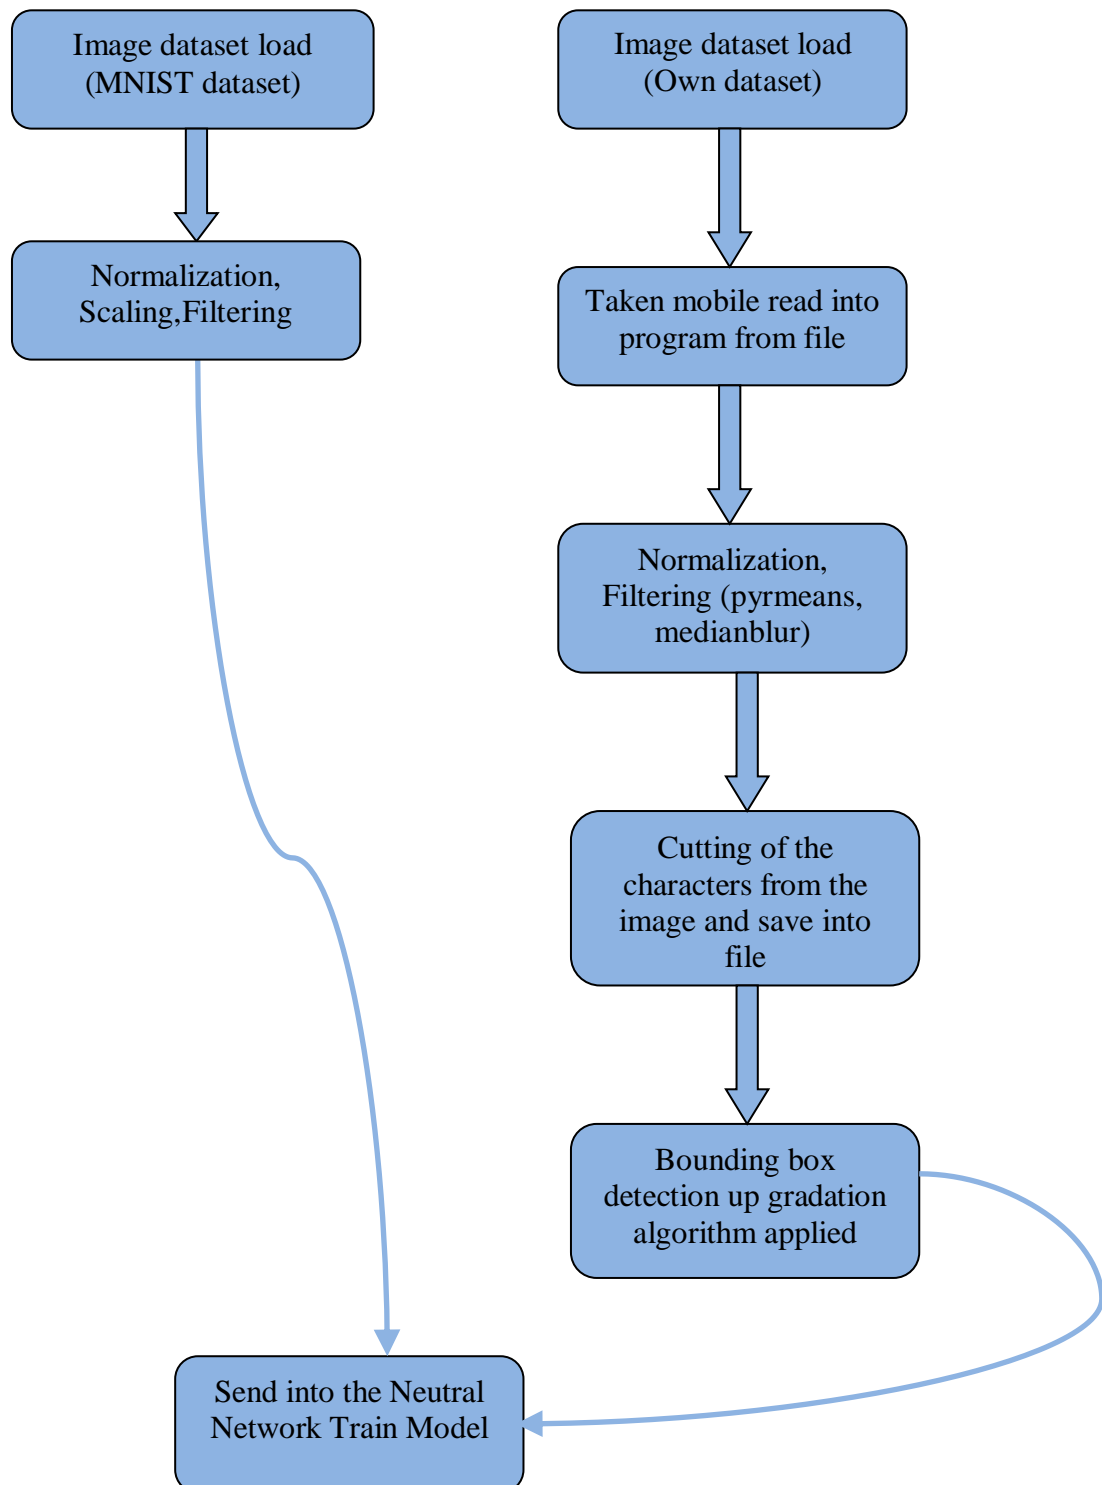 Image dataset load
(MNIST dataset)
Normalization,
Scaling,Filtering
Image dataset load
(Own dataset)
Taken mobile read into
program from file
Normalization,
Filtering (pyrmeans,
medianblur)
Cutting of the
characters from the
image and save into
file
Bounding box
detection up gradation
algorithm applied
Send into the Neutral
Network Train Model